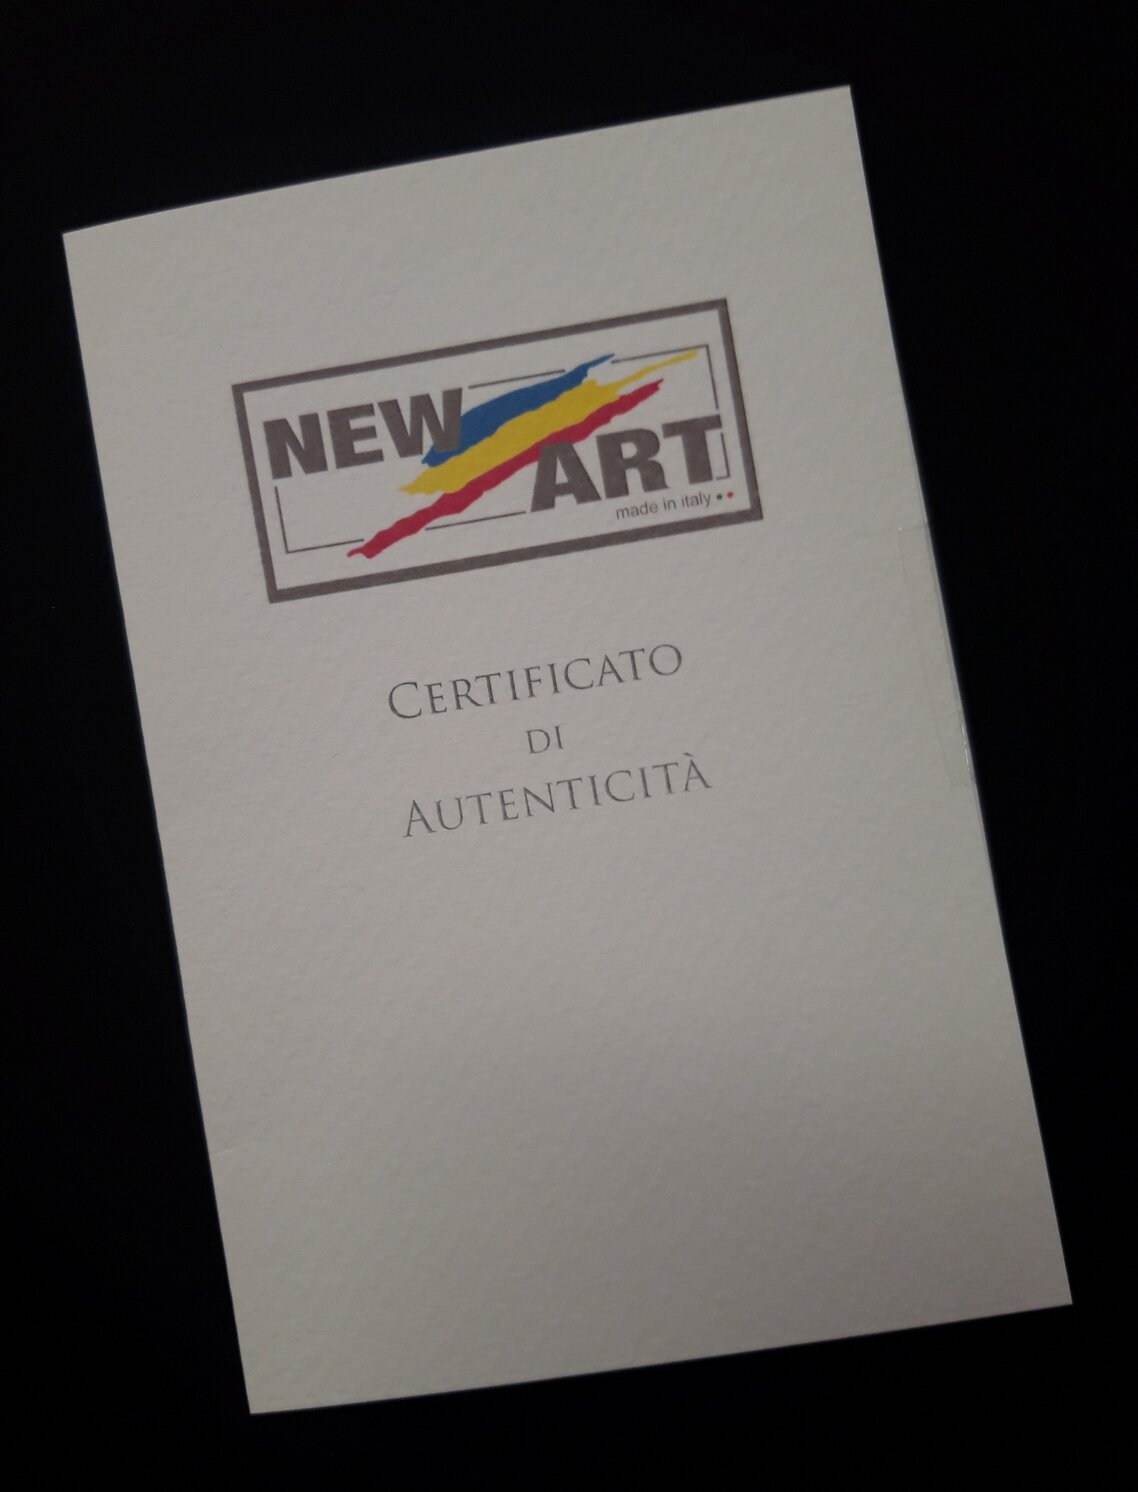 NEW
ART
made in italy
CERTIFICATO
DI
AUTENTICITÀ